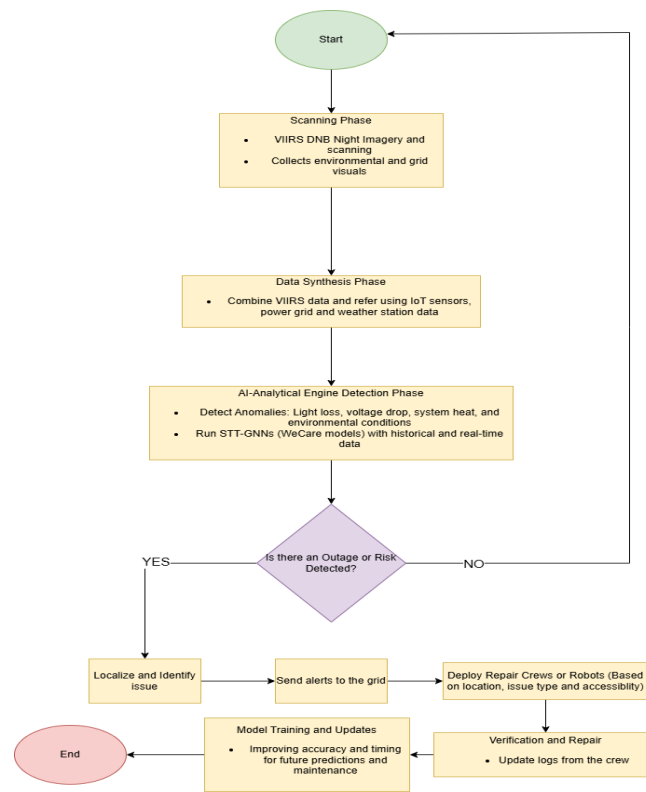 Start
Scanning Phase
• VIIRS DNB Night Imagery and
scanning
• Collects environmental and grid
visuals
Data Synthesis Phase
• Combine VIIRS data and refer using IoT sensors,
power grid and weather station data
AI-Analytical Engine Detection Phase
• Detect Anomalies: Light loss, voltage drop, system heat, and
environmental conditions
• Run STT-GNNs (WeCare models) with historical and real-time
data
Is there an Outage or Risk
Detected?
YES
NO
Localize and Identify
issue
Send alerts to the grid
Deploy Repair Crews or Robots (Based
on location, issue type and accessiblity)
Verification and Repair
• Update logs from the crew
Model Training and Updates
• Improving accuracy and timing
for future predictions and
maintenance
End